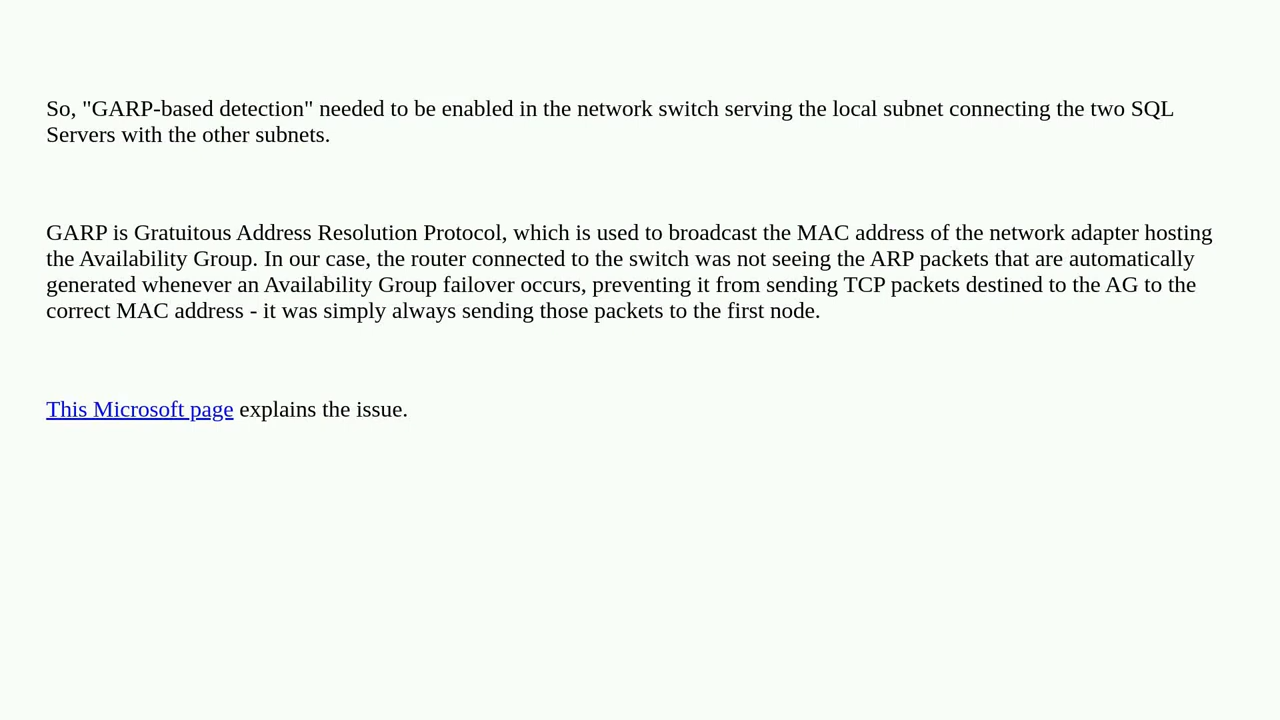 So, "GARP-based detection" needed to be enabled in the network switch serving the local subnet connecting the two SQL
Servers with the other subnets.
GARP is Gratuitous Address Resolution Protocol, which is used to broadcast the MAC address of the network adapter hosting
the Availability Group. In our case, the router connected to the switch was not seeing the ARP packets that are automatically
generated whenever an Availability Group failover occurs, preventing it from sending TCP packets destined to the AG to the
correct MAC address - it was simply always sending those packets to the first node.
This Microsoft page explains the issue.